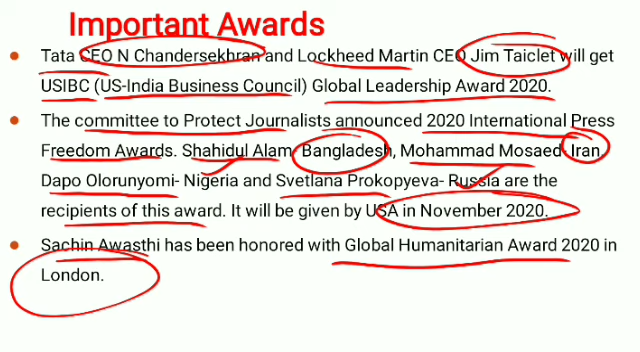 Important Awards
Tata CEO N Chandersekhran and Lockheed Martin CEO Jim Taiclet will get
USIBC (US-India Business Council) Global Leadership Award 2020.
The committee to Protect Journalists announced 2020 International Press
Freedom Awards. Shahidul Alam- Bangladesh, Mohammad Mosaed- Iran,
Dapo Olorunyomi- Nigeria and Svetlana Prokopyeva- Russia are the
recipients of this award. It will be given by USA in November 2020.
Sachin Awasthi has been honored with Global Humanitarian Award 2020 in
London.